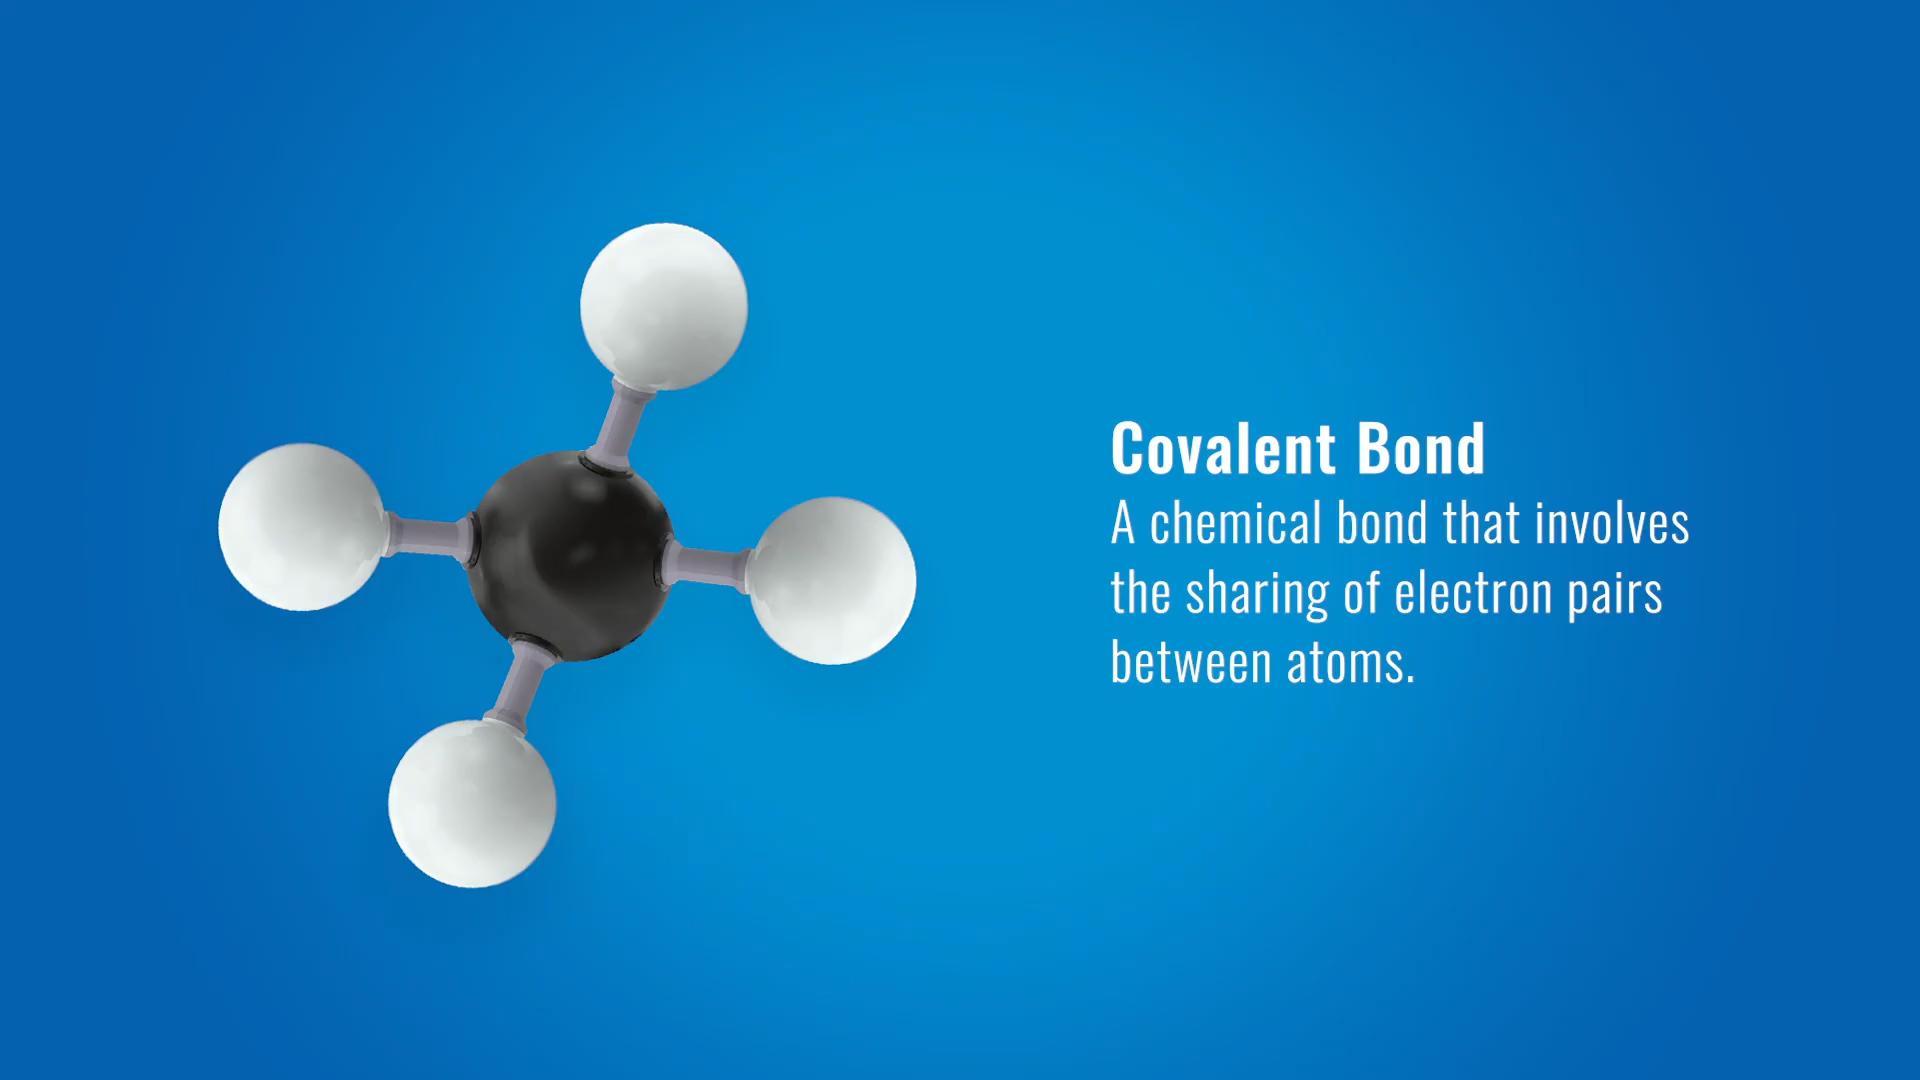 Covalent Bond
A chemical bond that involves
the sharing of electron pairs
between atoms.